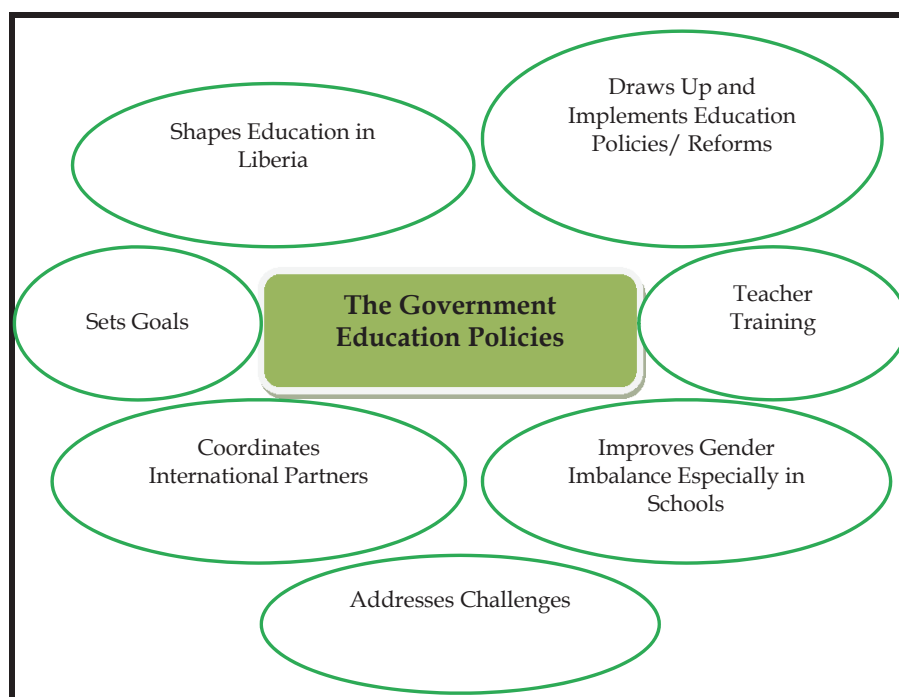 Shapes Education in
Liberia
Draws Up and
Implements Education
Policies/ Reforms
Sets Goals
The Government
Education Policies
Teacher
Training
Coordinates
International Partners
Improves Gender
Imbalance Especially in
Schools
Addresses Challenges